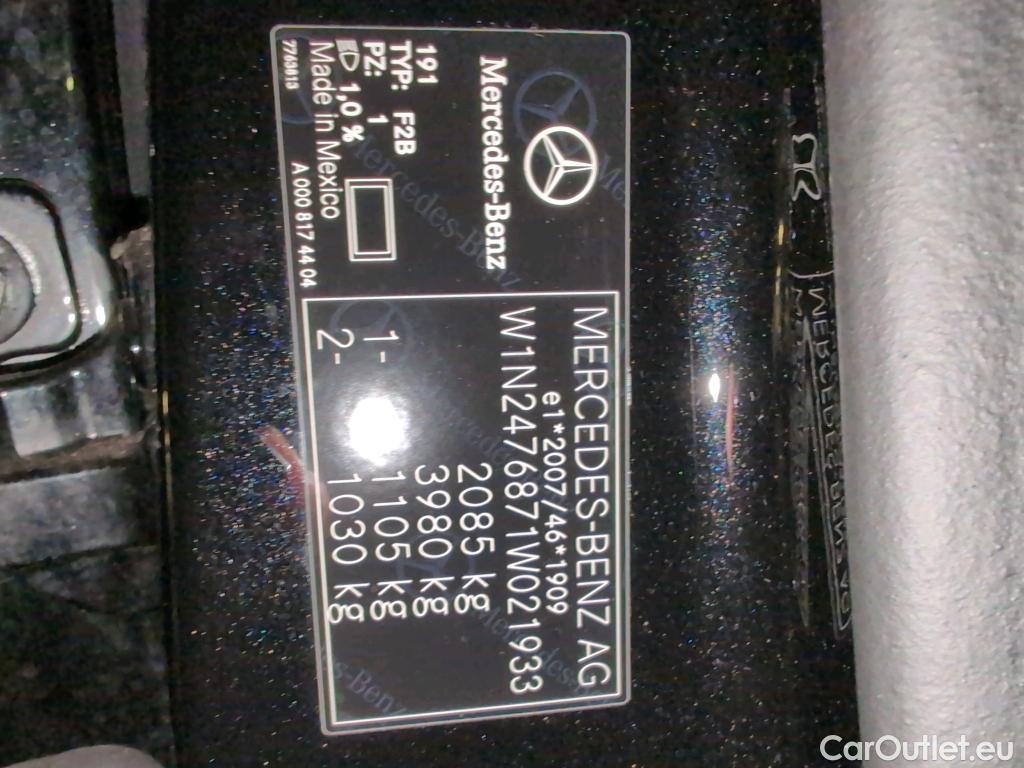 Mercedes-Benz
191
TYP: F2B
PZ: 1
1,0 %
Made in Mexico
7763813 A 000 817 44 04
MERCEDES-BENZ AG
e1*2007/46*1909
W1N2476871W021933
2085 kg
3980 kg
1- 1105 kg
2- 1030 kg
CarOutlet.eu